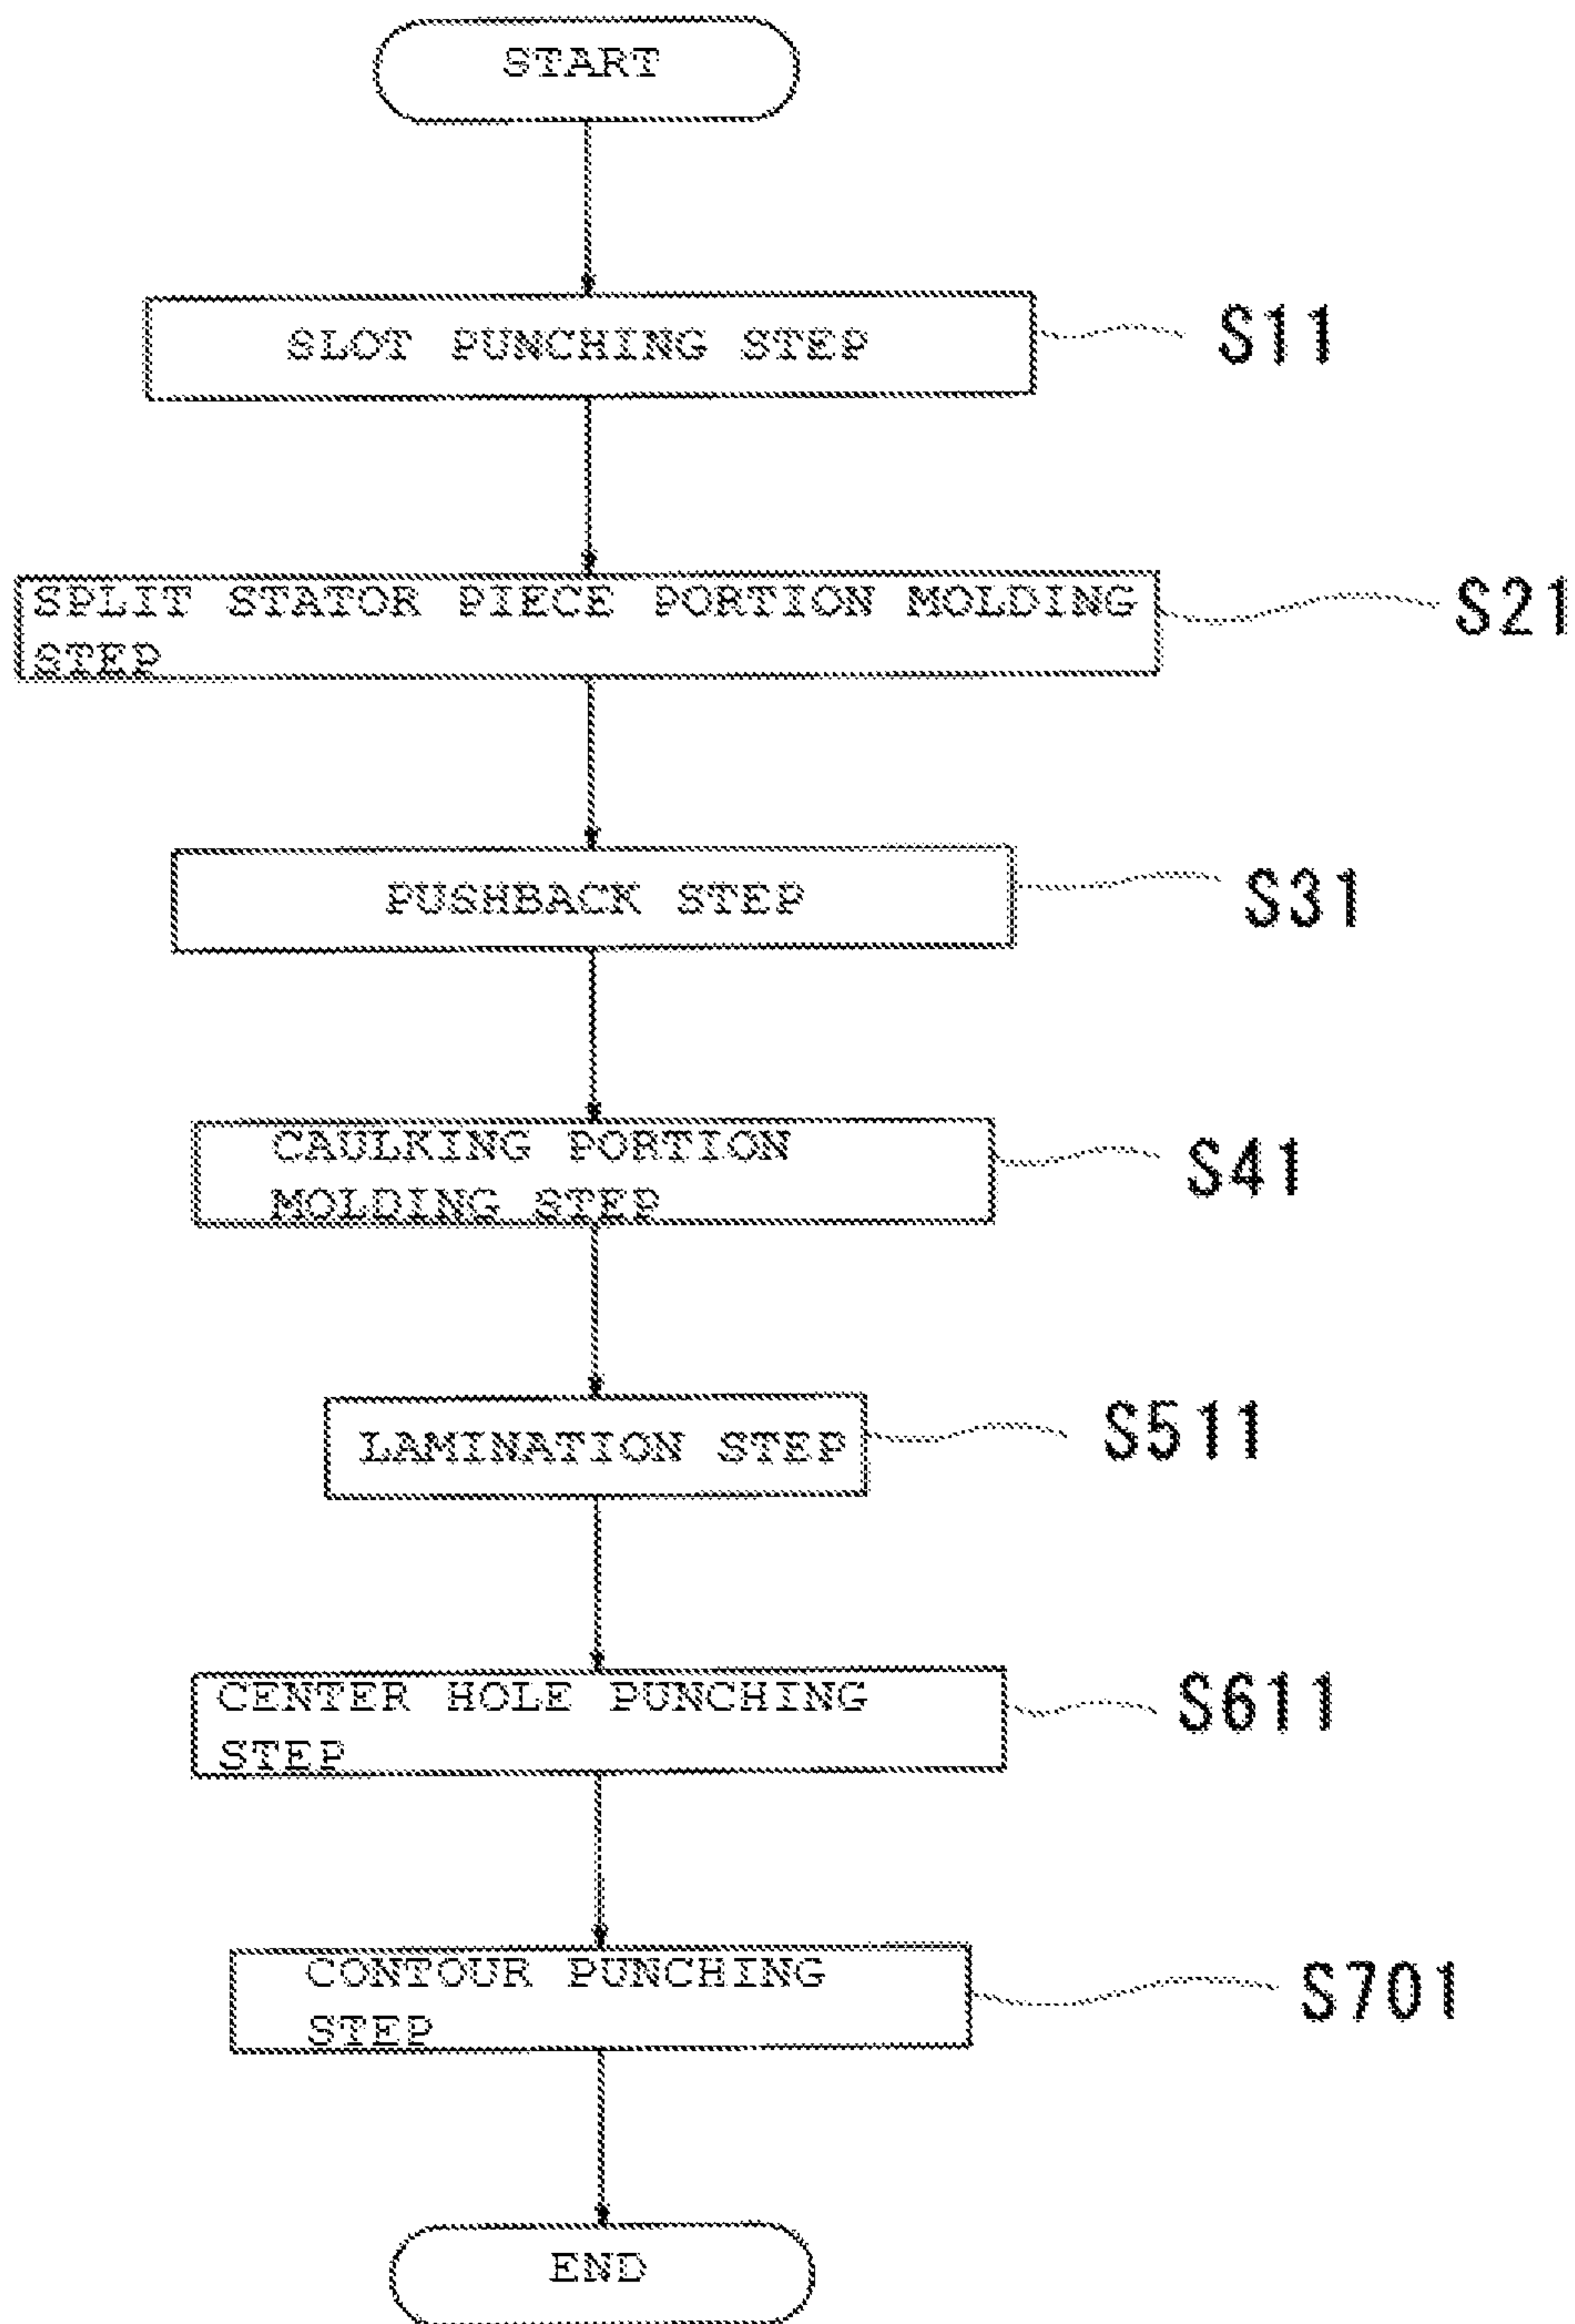 START
SLOT PUNCHING STEP
S11
SPLIT STATOR PIECE PORTION MOLDING
STEP
S21
PUSHBACK STEP
S31
CAULKING PORTION
MOLDING STEP
S41
LAMINATION STEP
S511
CENTER HOLE PUNCHING
STEP
S611
CONTOUR PUNCHING
STEP
S701
END